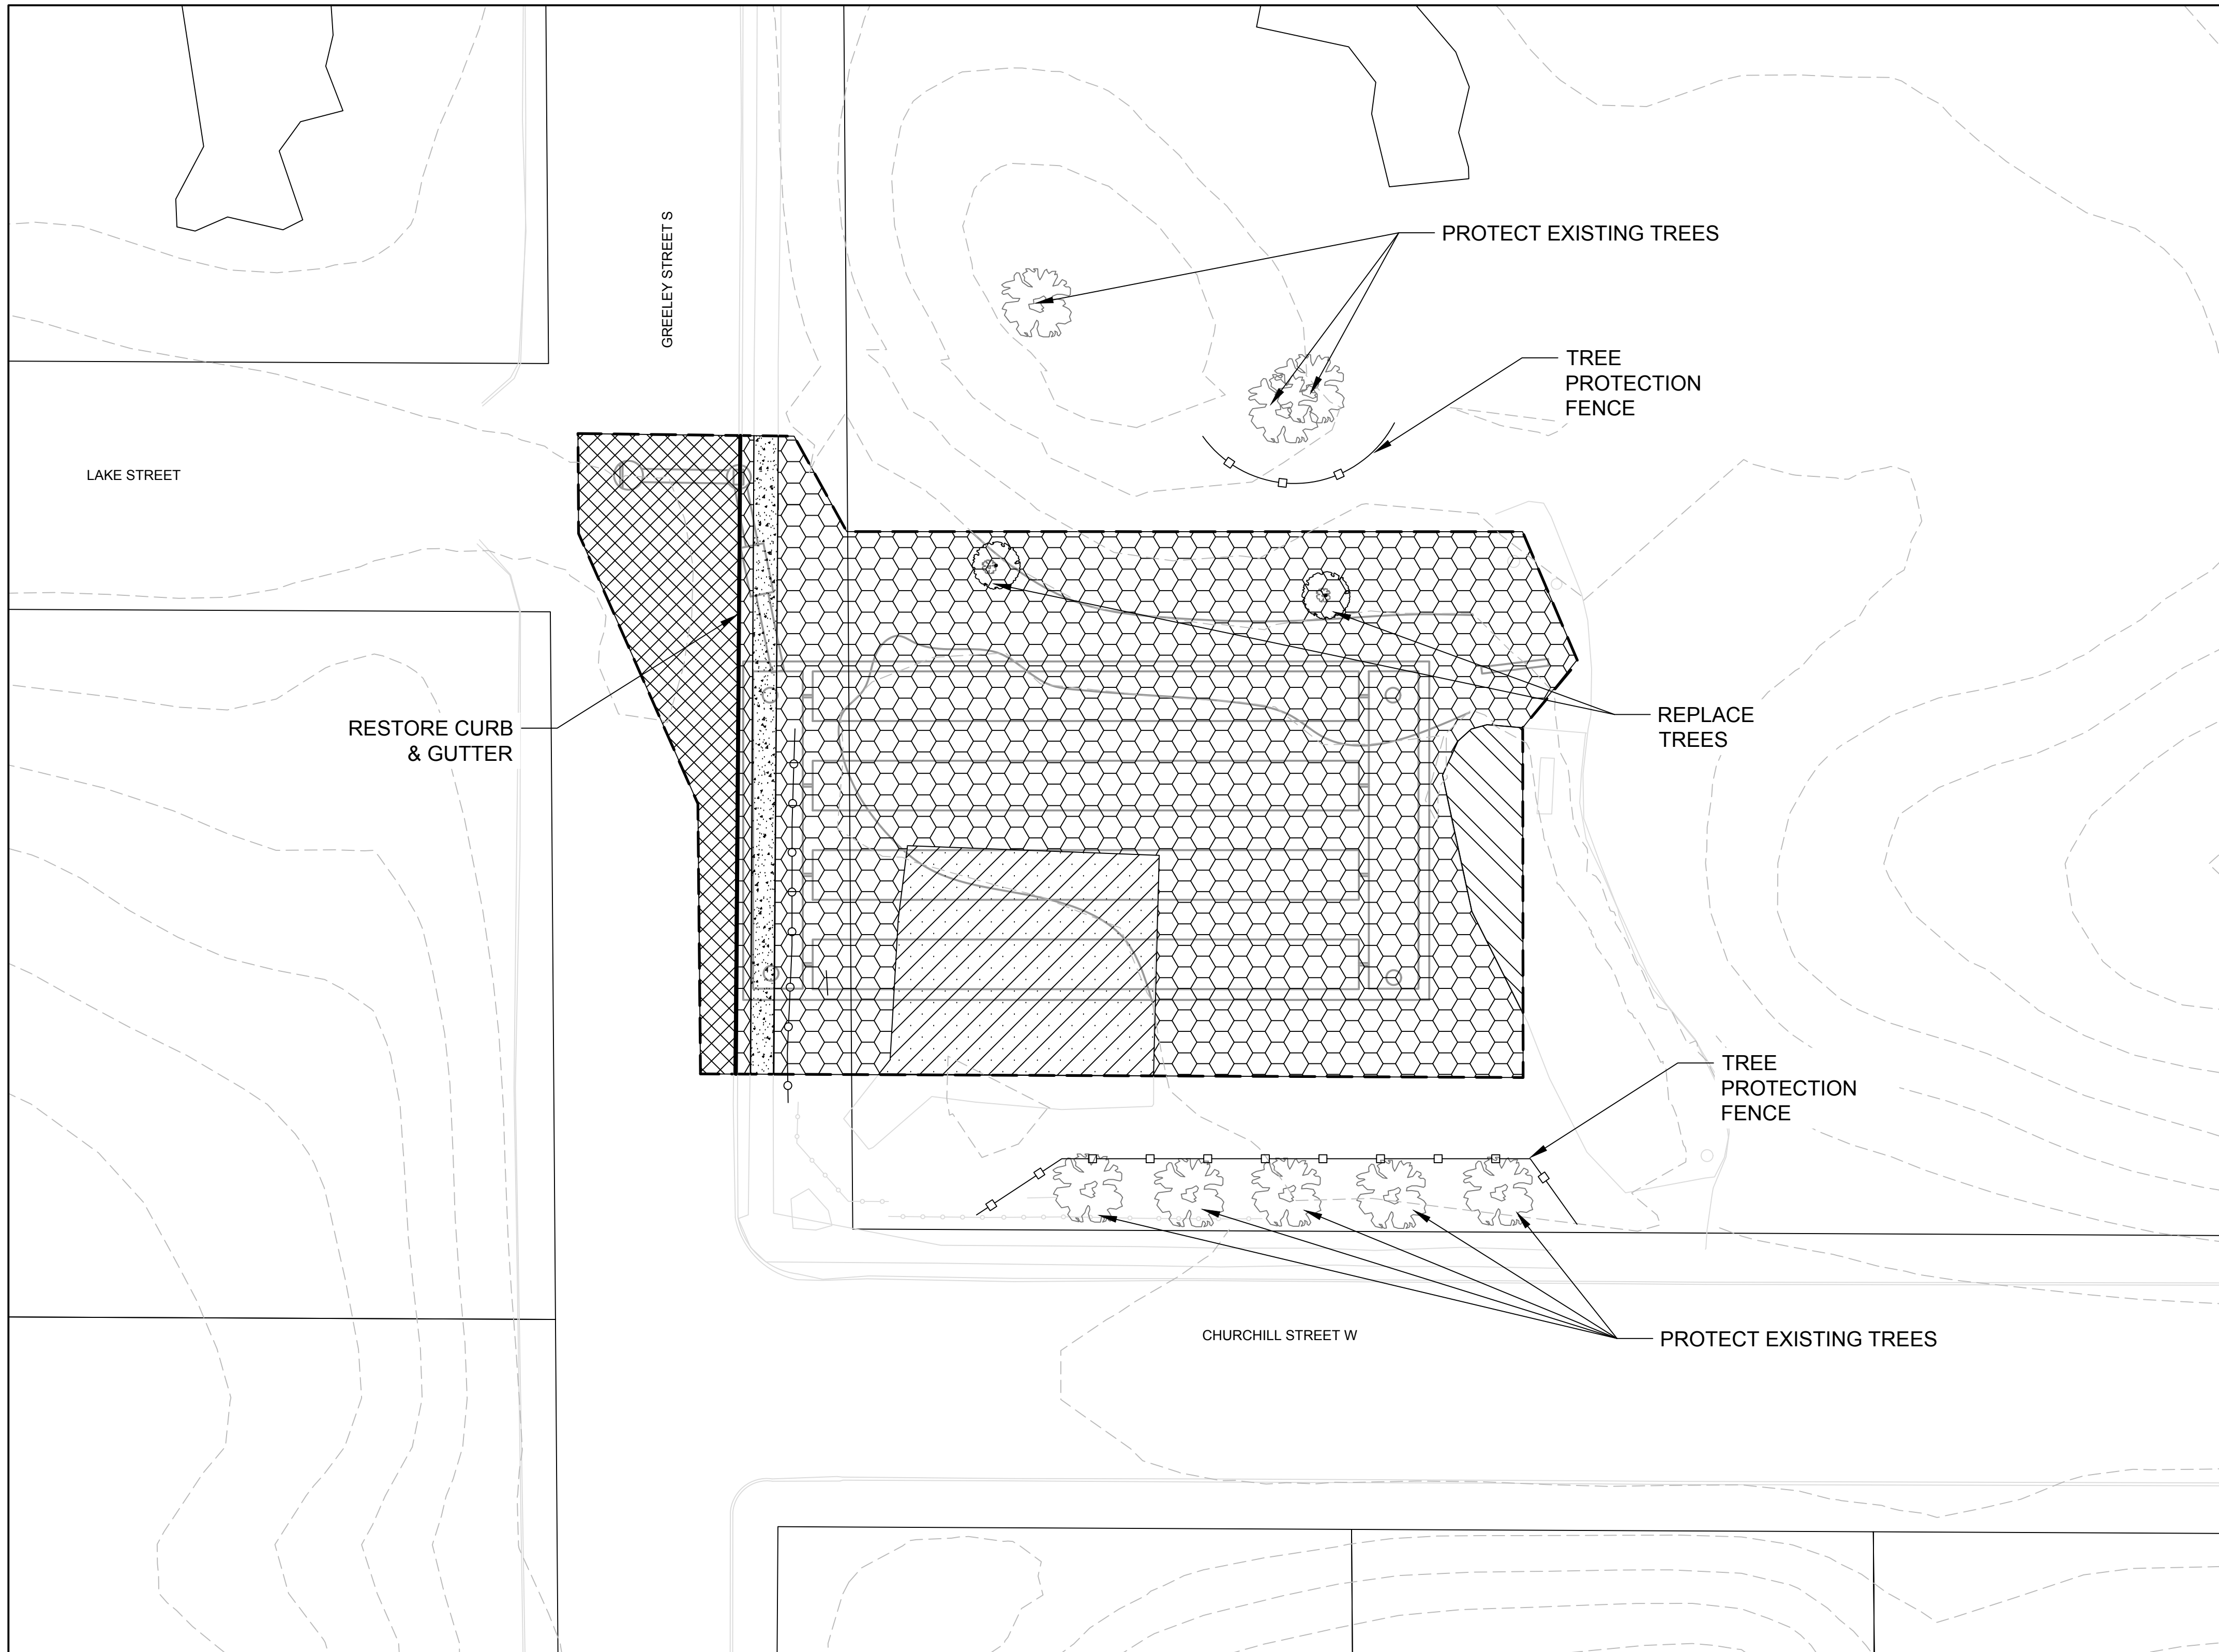 GREELEY STREET S
PROTECT EXISTING TREES
TREE
PROTECTION
FENCE
LAKE STREET
RESTORE CURB
& GUTTER
REPLACE
TREES
TREE
PROTECTION
FENCE
CHURCHILL STREET W
PROTECT EXISTING TREES